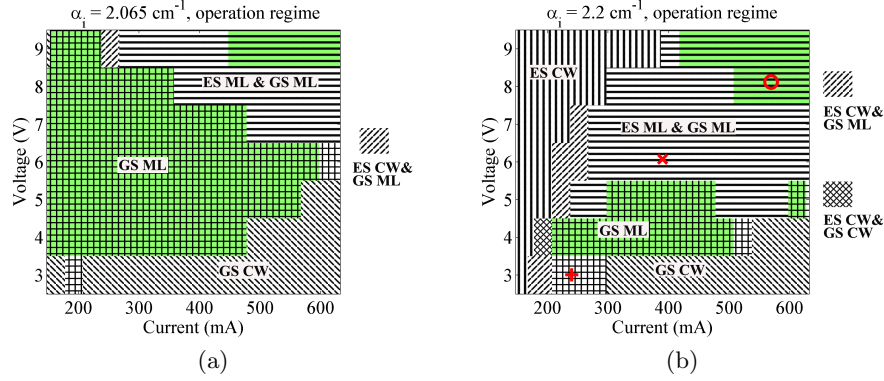 αi = 2.065 cm⁻¹, operation regime
Voltage (V)
9
8
7
6
5
4
3
ES ML & GS ML
GS ML
GS CW
200
300
400
500
600
Current (mA)
ES CW&
GS ML
(a)
αi = 2.2 cm⁻¹, operation regime
Voltage (V)
9
8
7
6
5
4
3
ES CW
ES ML & GS ML
GS ML
GS CW
200
300
400
500
600
Current (mA)
ES CW&
GS ML
ES CW&
GS CW
(b)